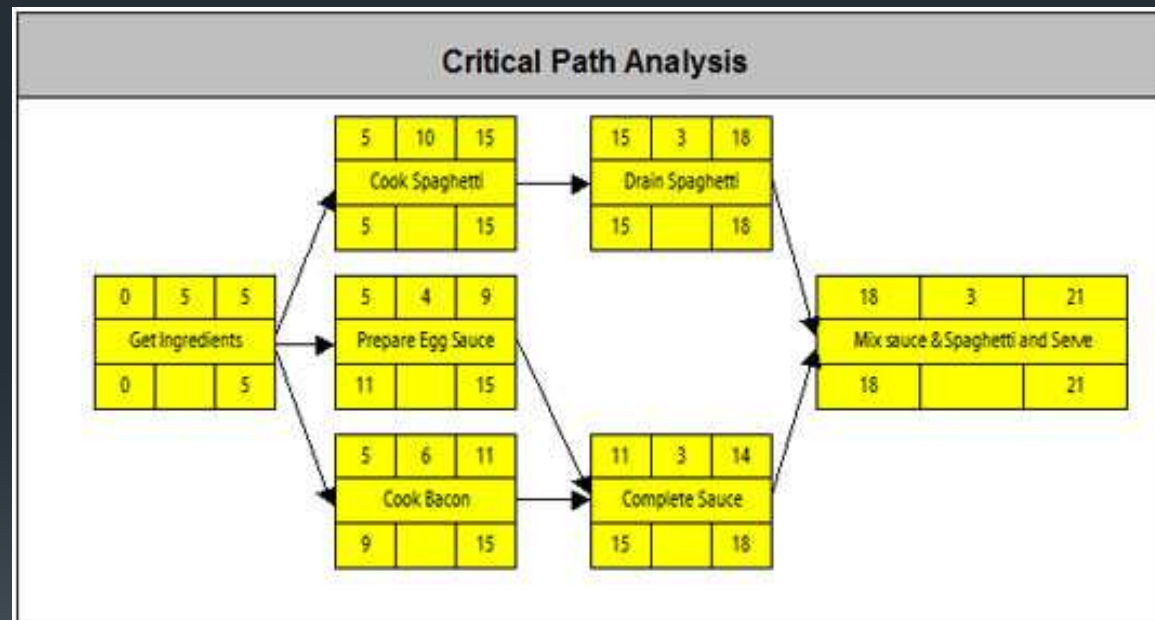 Critical Path Analysis
5 10 15
Cook Spaghetti
5 15
15 3 18
Drain Spaghetti
15 18
0 5 5
Get Ingredients
0 5
5 4 9
Prepare Egg Sauce
11 15
18 3 21
Mix sauce & Spaghetti and Serve
18 21
5 6 11
Cook Bacon
9 15
11 3 14
Complete Sauce
15 18